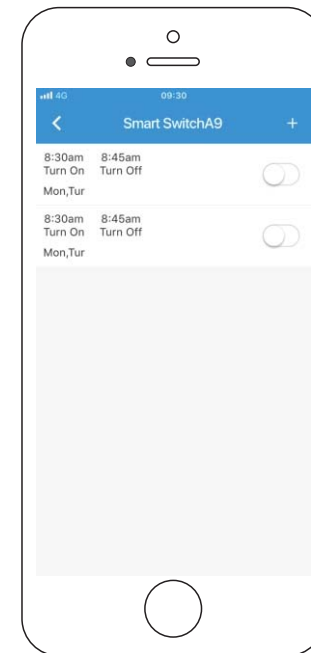 4G 09:30
Smart SwitchA9 +
8:30am 8:45am
Turn On Turn Off
Mon,Tur
8:30am 8:45am
Turn On Turn Off
Mon,Tur